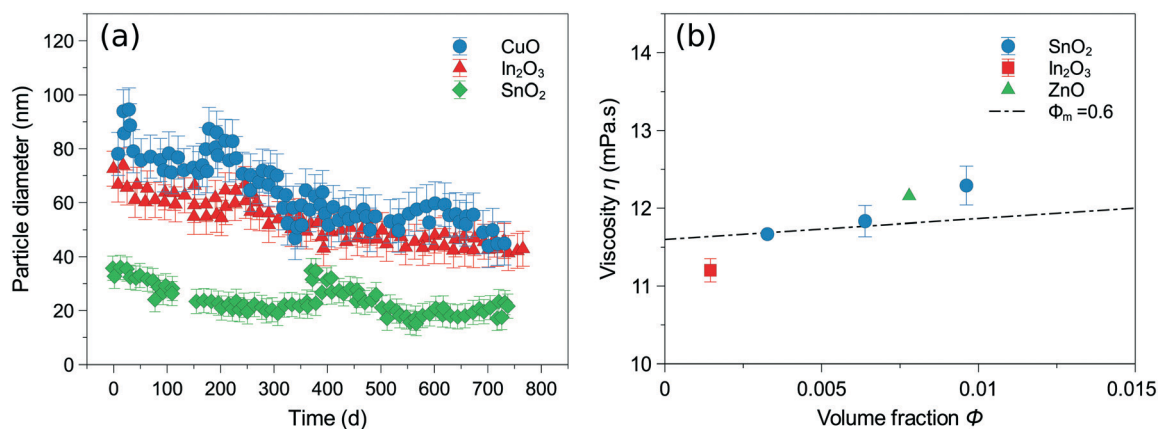 (a)
CuO
In₂O₃
SnO₂
120
100
80
60
40
20
0
Particle diameter (nm)
0 100 200 300 400 500 600 700 800
Time (d)
(b)
SnO₂
In₂O₃
ZnO
Φm =0.6
14
13
12
11
10
Viscosity η (mPa.s)
0 0.005 0.01 0.015
Volume fraction Φ